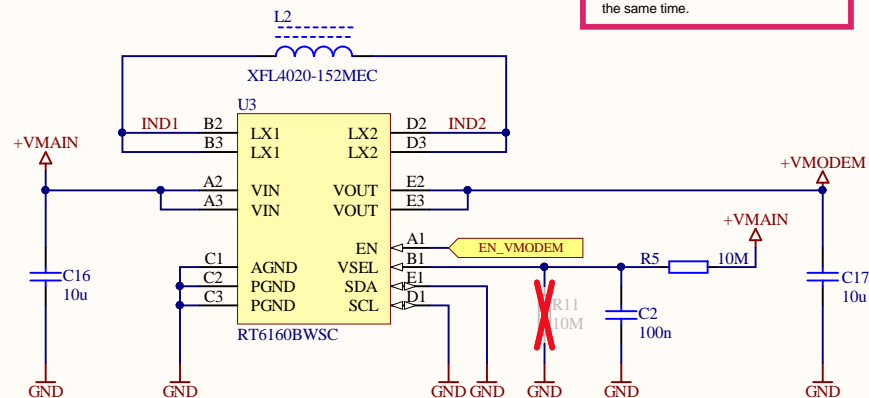 the same time.
L2
XFL4020-152MEC
U3
IND1 B2 LX1 LX2 D2 IND2
B3 LX1 LX2 D3
+VMAIN
+VMODEM
A2 VIN VOUT E2
A3 VIN VOUT E3
+VMAIN
EN A1 EN_VMODEM
C1 AGND VSEL B1 R5 10M
C2 PGND SDA E1
C3 PGND SCL D1
C16
10u
R11
10M
C2
100n
C17
10u
RT6160BWSC
GND GND GND GND GND GND GND